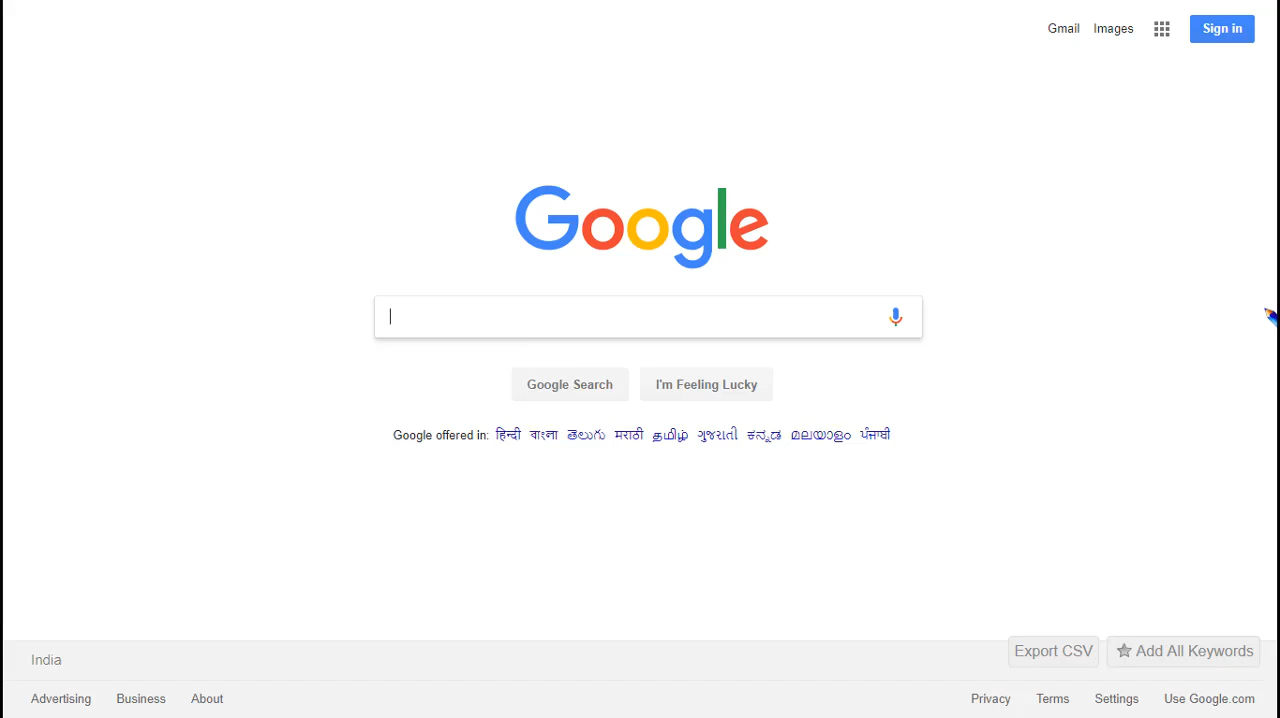 Gmail Images Sign in
Google
Google Search I'm Feeling Lucky
Google offered in: हिन्दी বাংলা తెలుగు मराठी தமிழ் ગુજરાતી ಕನ್ನಡ മലയാളം ਪੰਜਾਬੀ
India Export CSV Add All Keywords
Advertising Business About Privacy Terms Settings Use Google.com